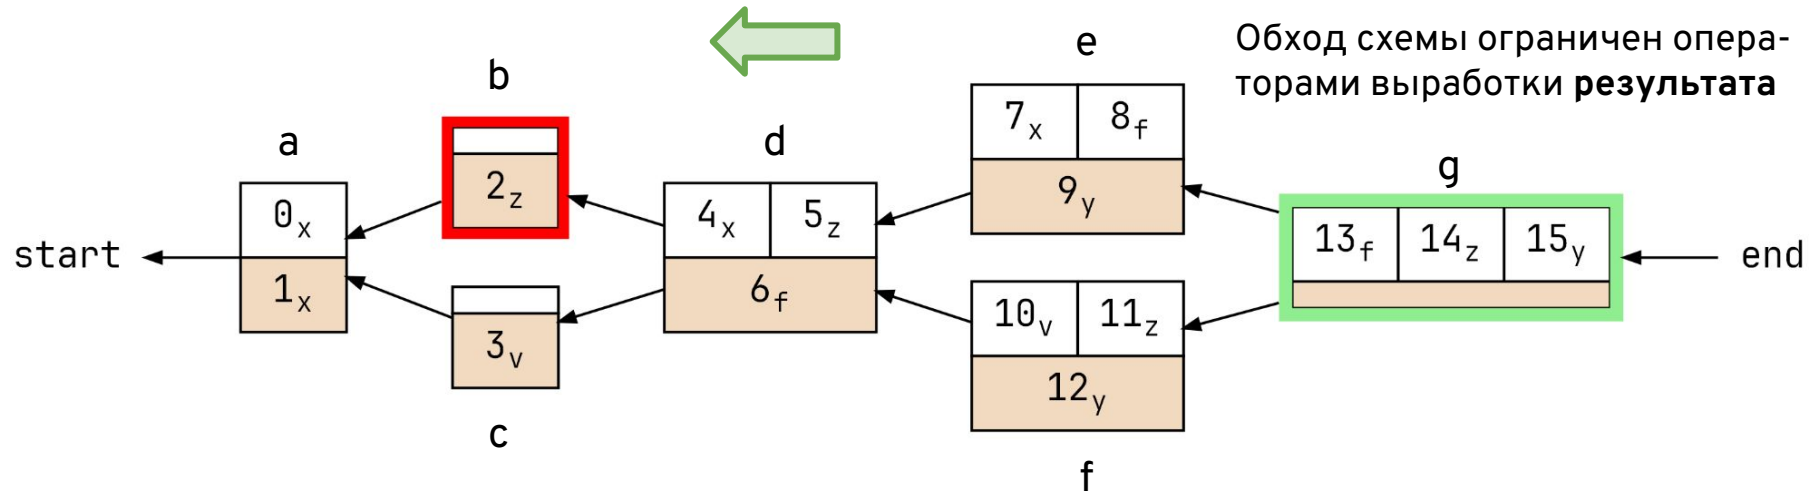 Обход схемы ограничен опера-
торами выработки результата
start
a
0x
1x
b
2z
c
3v
d
4x 5z
6f
e
7x 8f
9y
f
10v 11z
12y
g
13f 14z 15y
end